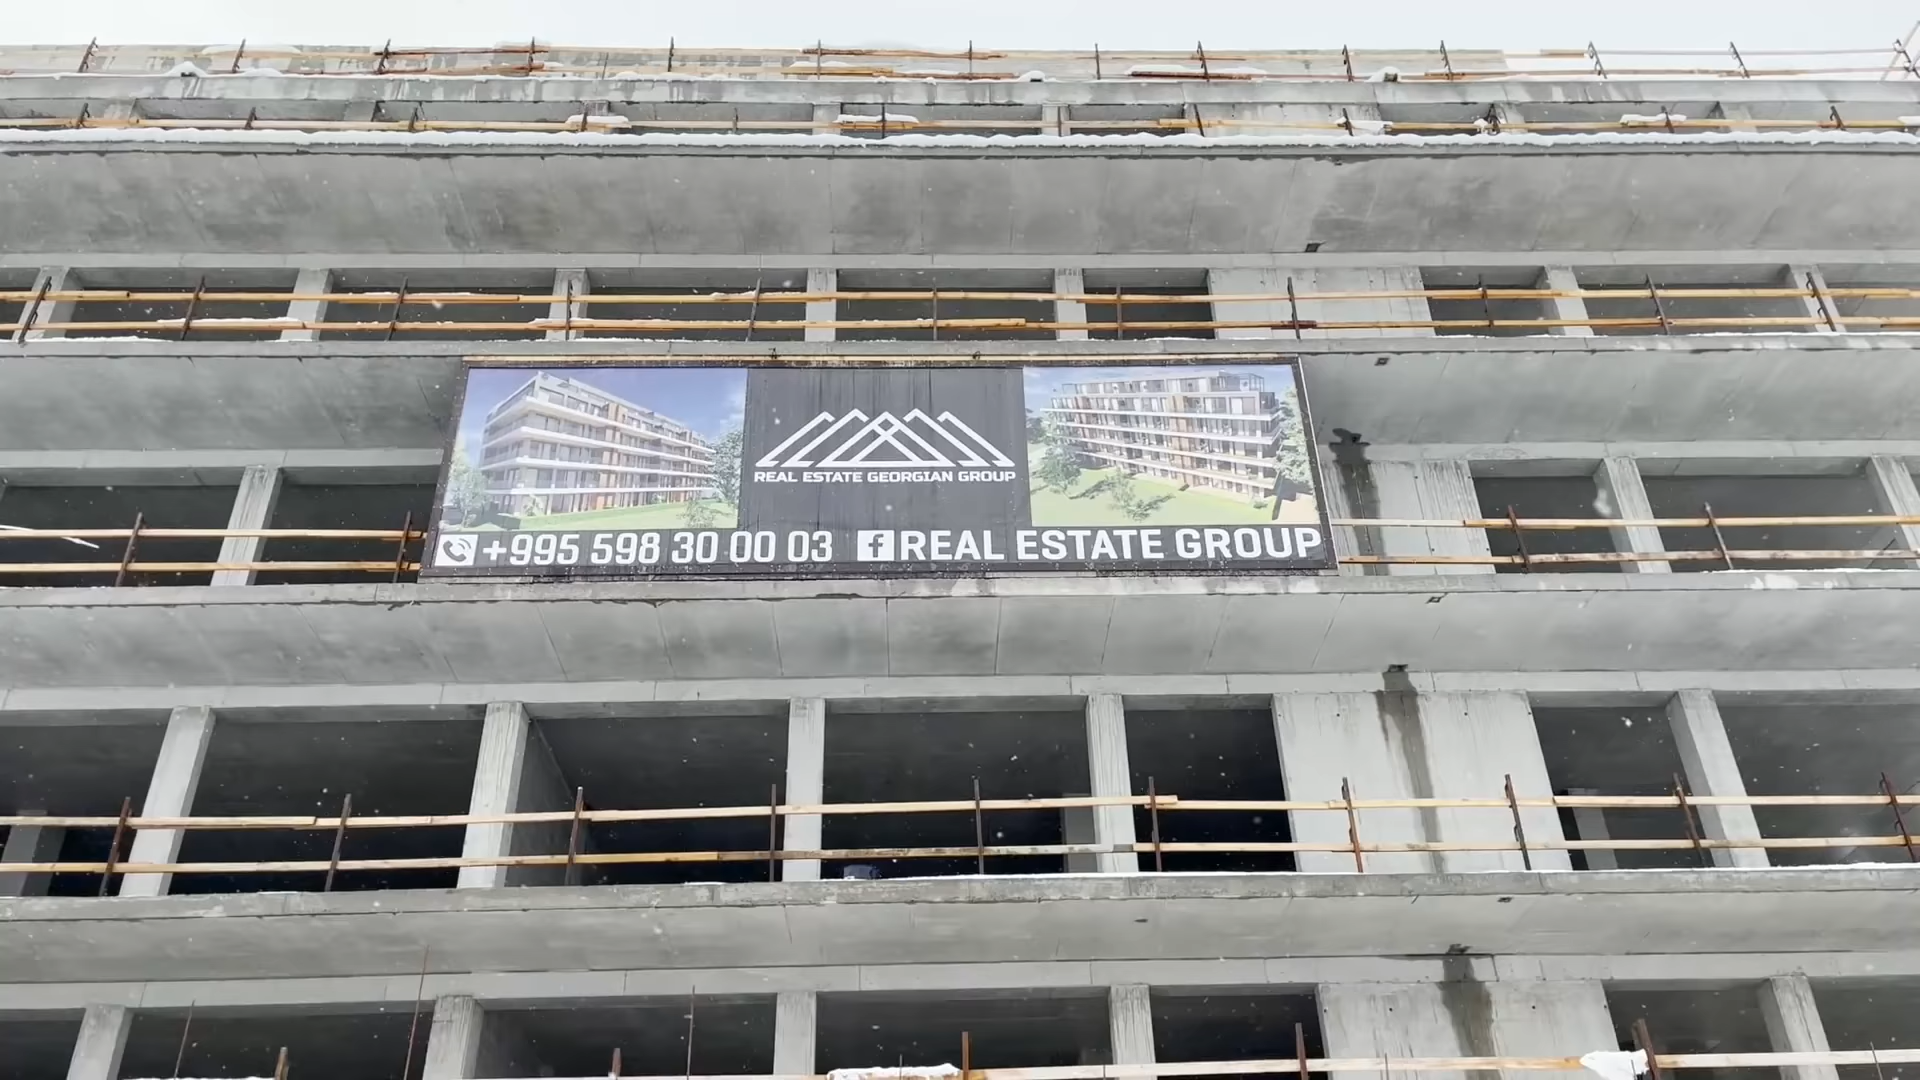 REAL ESTATE GEORGIAN GROUP
+995 598 30 00 03
f REAL ESTATE GROUP